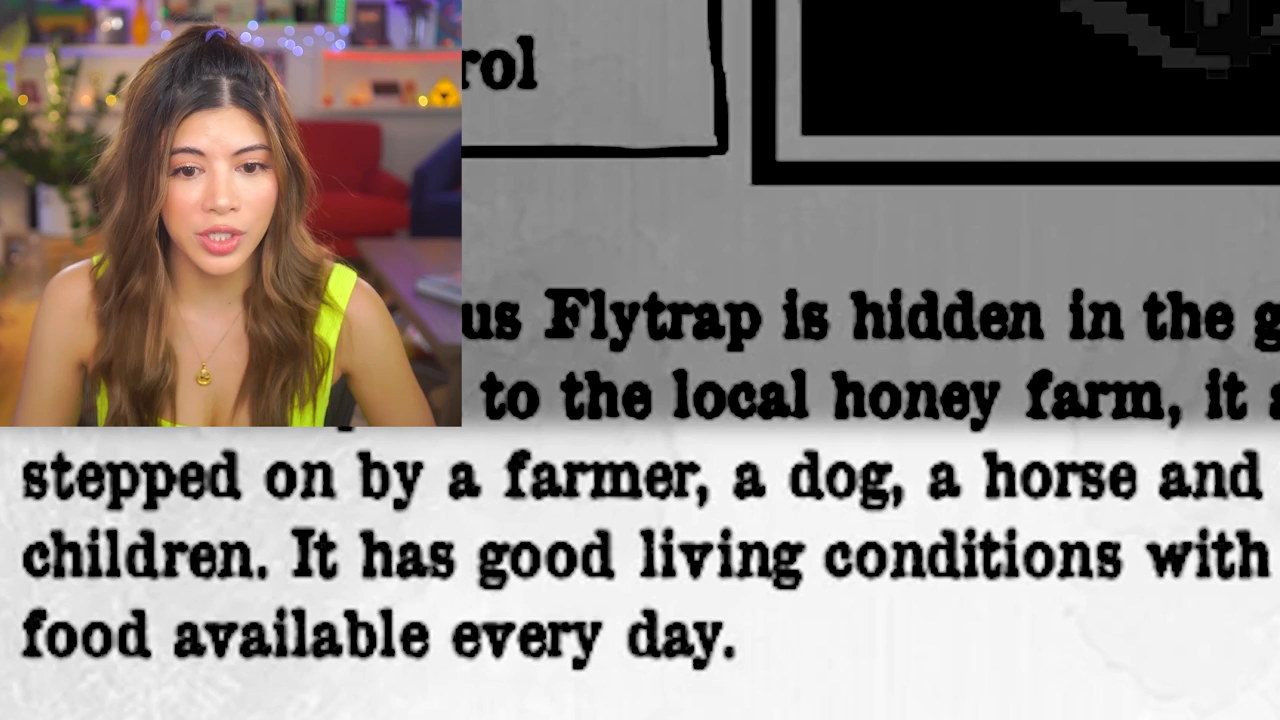 rol
us Flytrap is hidden in the g
to the local honey farm, it a
stepped on by a farmer, a dog, a horse and
children. It has good living conditions with
food available every day.